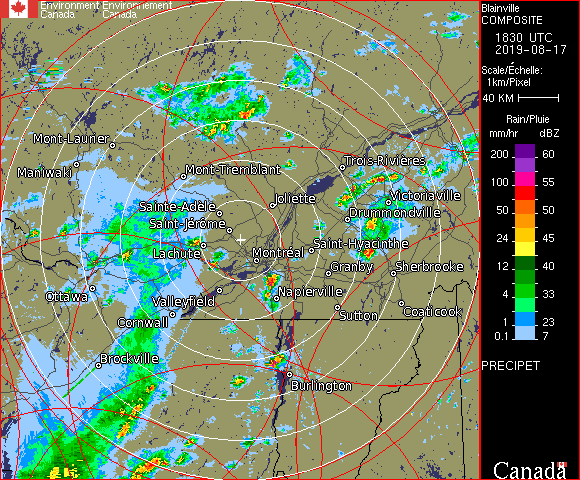 Environment Environnement
Canada Canada
Blainville
COMPOSITE
1830 UTC
2019-08-17
Scale/Échelle:
1km/Pixel
40 KM
Rain/Pluie
mm/hr dBZ
200 60
100 55
50 50
24 45
12 40
4 33
1 23
0.1 7
PRECIPET
Canada
Mont-Laurier
Maniwaki
Mont-Tremblant
Trois-Rivières
Joliette
Victoriaville
Sainte-Adèle
Drummondville
Saint-Jérôme
Saint-Hyacinthe
Lachute
Montréal
Granby
Sherbrooke
Ottawa
Valleyfield
Napierville
Cornwall
Sutton
Coaticook
Brockville
Burlington